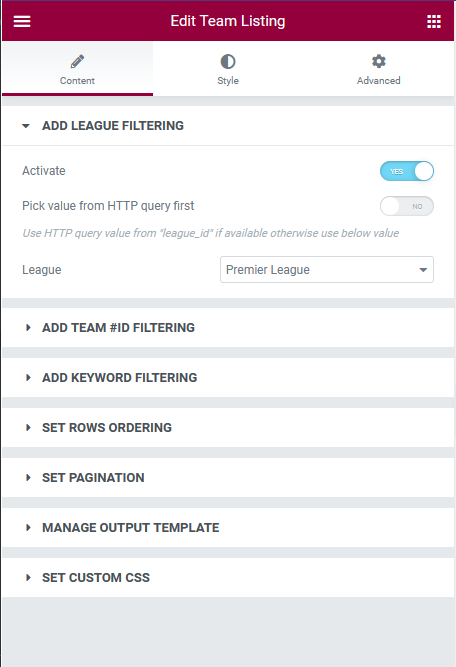 Edit Team Listing
Content
Style
Advanced
ADD LEAGUE FILTERING
Activate
YES
Pick value from HTTP query first
NO
Use HTTP query value from "league_id" if available otherwise use below value
League
Premier League
ADD TEAM #ID FILTERING
ADD KEYWORD FILTERING
SET ROWS ORDERING
SET PAGINATION
MANAGE OUTPUT TEMPLATE
SET CUSTOM CSS